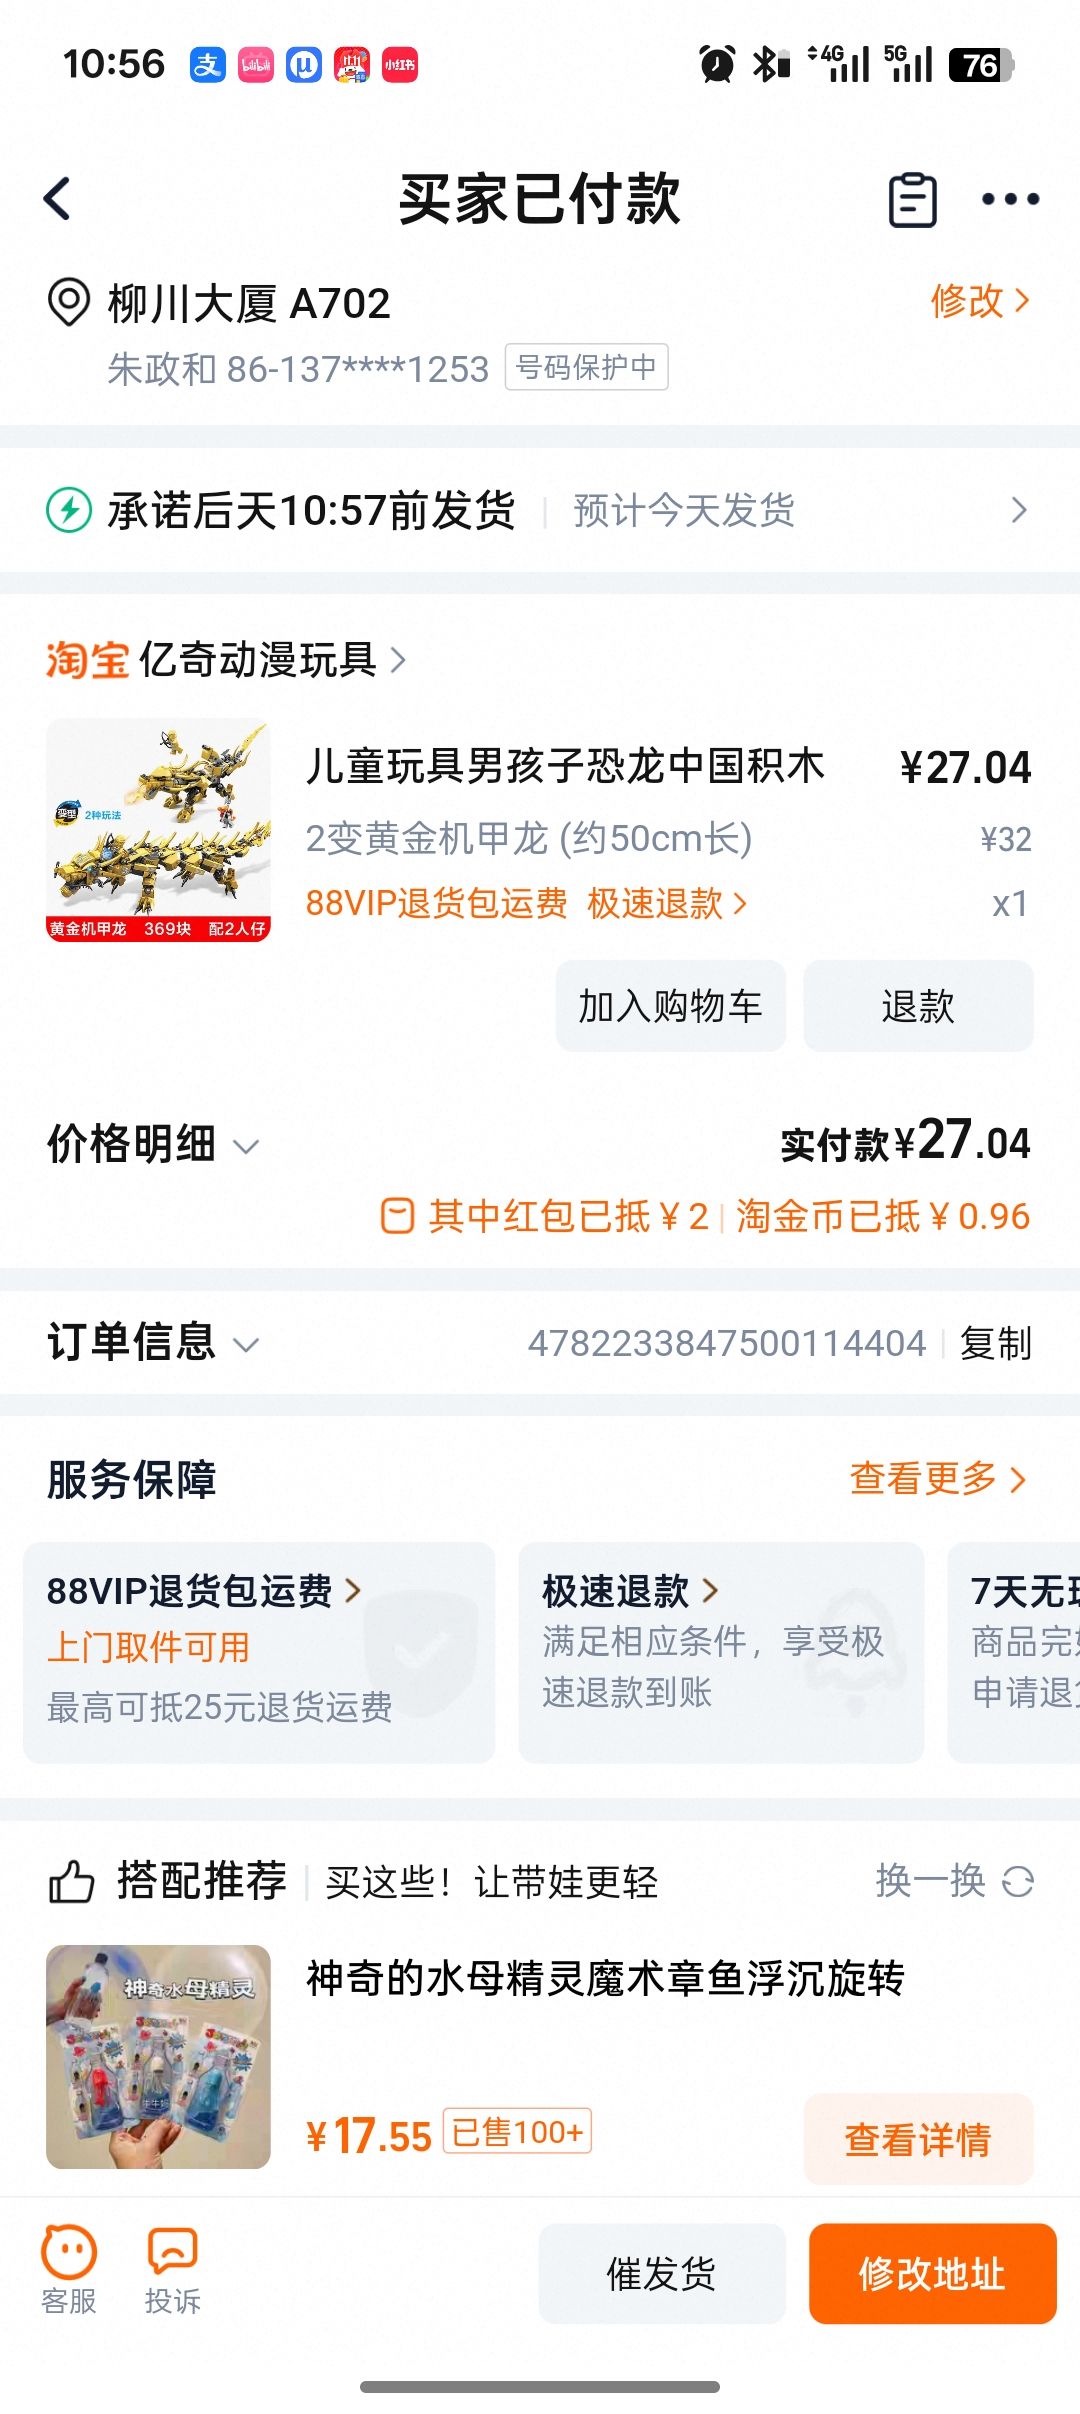 10:56
支
bilibili
小红书
4G
5G
76
买家已付款
柳川大厦 A702
修改
朱政和 86-137****1253 号码保护中
承诺后天10:57前发货 预计今天发货
淘宝 亿奇动漫玩具
变型 2种玩法
黄金机甲龙 369块 配2人仔
儿童玩具男孩子恐龙中国积木 ¥27.04
2变黄金机甲龙 (约50cm长) ¥32
88VIP退货包运费 极速退款 x1
加入购物车 退款
价格明细 实付款¥27.04
其中红包已抵 ¥ 2 淘金币已抵 ¥ 0.96
订单信息 4782233847500114404 复制
服务保障 查看更多
88VIP退货包运费
上门取件可用
最高可抵25元退货运费
极速退款
满足相应条件，享受极
速退款到账
7天无
商品完
申请退
搭配推荐 买这些！让带娃更轻 换一换
神奇水母精灵
神奇的水母精灵魔术章鱼浮沉旋转
¥17.55 已售100+ 查看详情
客服 投诉 催发货 修改地址